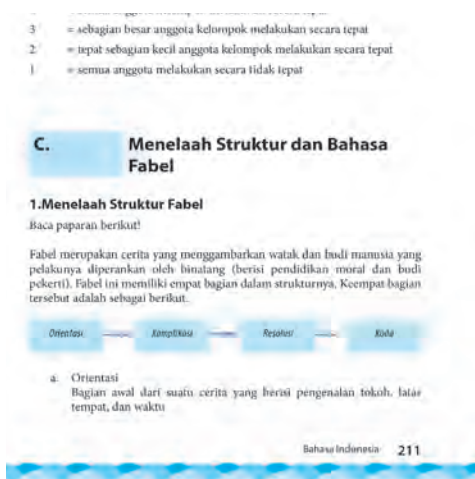 3 = sebagian besar anggota kelompok melakukan secara tepat
2 = tepat sebagian kecil anggota kelompok melakukan secara tepat
1 = semua anggota melakukan secara tidak tepat
C. Menelaah Struktur dan Bahasa
Fabel
1.Menelaah Struktur Fabel
Baca paparan berikut!
Fabel merupakan cerita yang menggambarkan watak dan budi manusia yang
pelakunya diperankan oleh binatang (berisi pendidikan moral dan budi
pekerti). Fabel ini memiliki empat bagian dalam strukturnya. Keempat bagian
tersebut adalah sebagai berikut.
Orientasi Komplikasi Resolusi Koda
a. Orientasi
Bagian awal dari suatu cerita yang berisi pengenalan tokoh, latar
tempat, dan waktu
Bahasa Indonesia 211